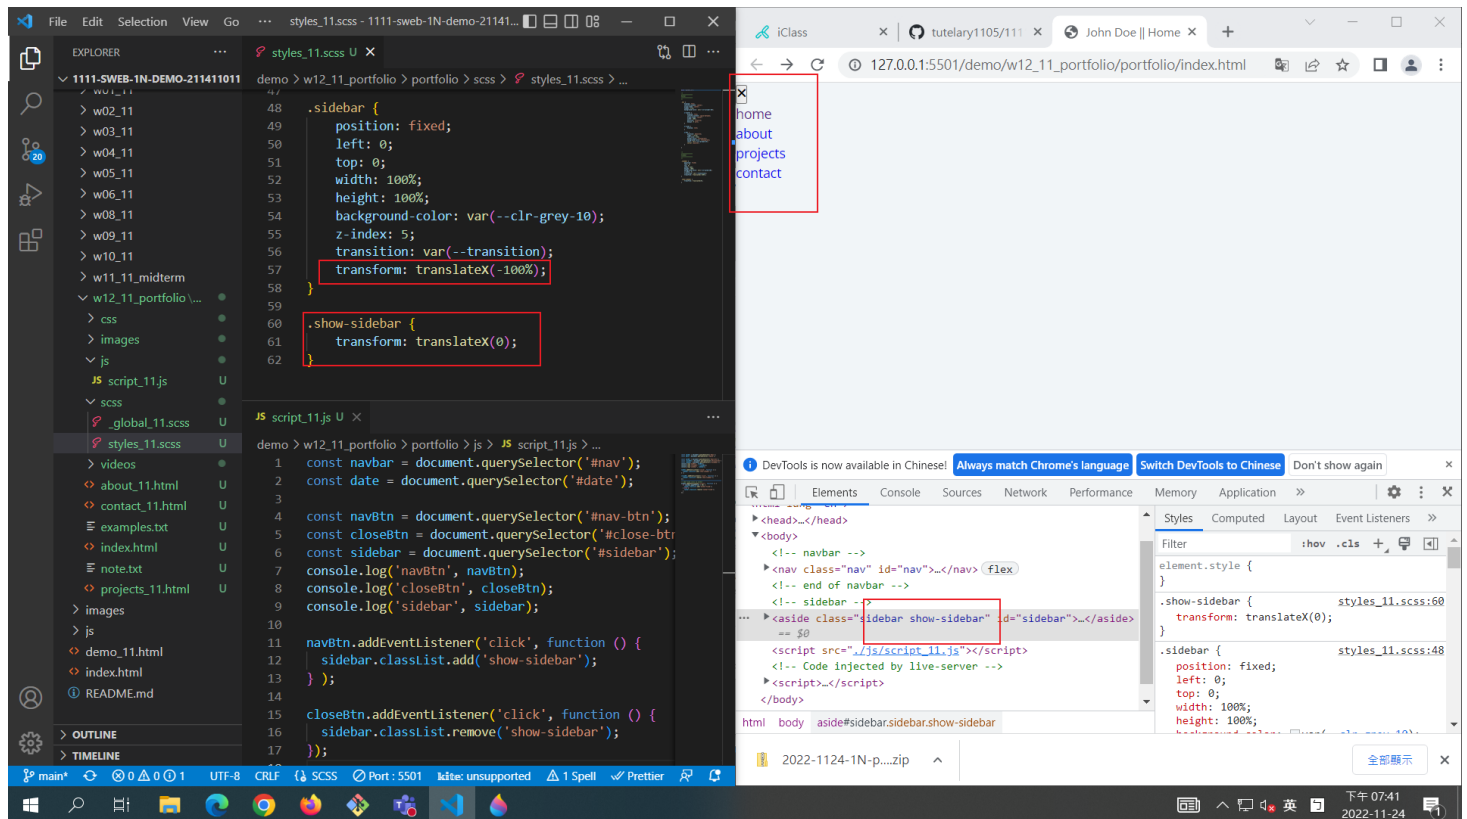 File Edit Selection View Go ··· styles_11.scss - 1111-sweb-1N-demo-21141...
EXPLORER ···
1111-SWEB-1N-DEMO-211411011
w01_11
w02_11
w03_11
w04_11
w05_11
w06_11
w08_11
w09_11
w10_11
w11_11_midterm
w12_11_portfolio \...
css
images
js
JS script_11.js U
scss
_global_11.scss U
styles_11.scss U
videos
about_11.html U
contact_11.html U
examples.txt U
index.html U
note.txt U
projects_11.html U
images
js
demo_11.html
index.html
README.md
OUTLINE
TIMELINE
20
styles_11.scss U
demo > w12_11_portfolio > portfolio > scss > styles_11.scss > ...
47
48 .sidebar {
49 position: fixed;
50 left: 0;
51 top: 0;
52 width: 100%;
53 height: 100%;
54 background-color: var(--clr-grey-10);
55 z-index: 5;
56 transition: var(--transition);
57 transform: translateX(-100%);
58 }
59
60 .show-sidebar {
61 transform: translateX(0);
62 }
JS script_11.js U
demo > w12_11_portfolio > portfolio > js > JS script_11.js > ...
1 const navbar = document.querySelector('#nav');
2 const date = document.querySelector('#date');
3
4 const navBtn = document.querySelector('#nav-btn');
5 const closeBtn = document.querySelector('#close-btn
6 const sidebar = document.querySelector('#sidebar');
7 console.log('navBtn', navBtn);
8 console.log('closeBtn', closeBtn);
9 console.log('sidebar', sidebar);
10
11 navBtn.addEventListener('click', function () {
12 sidebar.classList.add('show-sidebar');
13 } );
14
15 closeBtn.addEventListener('click', function () {
16 sidebar.classList.remove('show-sidebar');
17 });
main* 0 0 1 UTF-8 CRLF SCSS Port : 5501 kite: unsupported 1 Spell Prettier
iClass
tutelary1105/111
John Doe || Home
127.0.0.1:5501/demo/w12_11_portfolio/portfolio/index.html
home
about
projects
contact
DevTools is now available in Chinese! Always match Chrome's language Switch DevTools to Chinese Don't show again
Elements Console Sources Network Performance Memory Application
<head>…</head>
<body>
<!-- navbar -->
<nav class="nav" id="nav">…</nav> flex
<!-- end of navbar -->
<!-- sidebar -->
<aside class="sidebar show-sidebar" id="sidebar">…</aside>
== $0
<script src="./js/script_11.js"></script>
<!-- Code injected by live-server -->
<script>…</script>
</body>
html body aside#sidebar.sidebar.show-sidebar
Styles Computed Layout Event Listeners
Filter :hov .cls
element.style {
}
.show-sidebar { styles_11.scss:60
transform: translateX(0);
}
.sidebar { styles_11.scss:48
position: fixed;
left: 0;
top: 0;
width: 100%;
height: 100%;
2022-1124-1N-p....zip
全部顯示
英
下午 07:41
2022-11-24
1